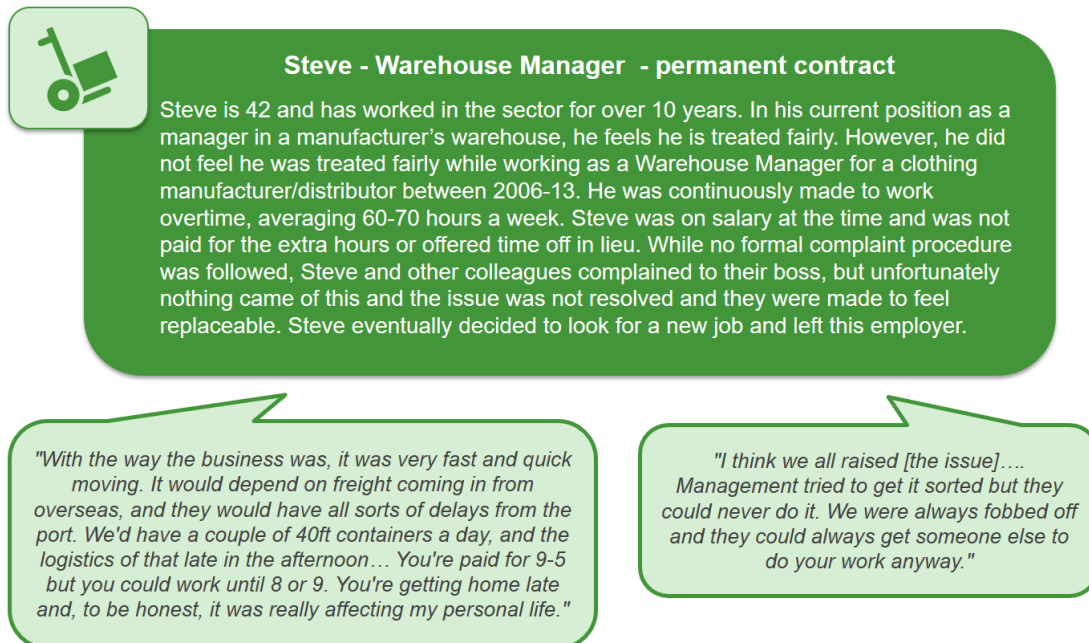 Steve - Warehouse Manager  - permanent contract
Steve is 42 and has worked in the sector for over 10 years. In his current position as a
manager in a manufacturer’s warehouse, he feels he is treated fairly. However, he did
not feel he was treated fairly while working as a Warehouse Manager for a clothing
manufacturer/distributor between 2006-13. He was continuously made to work
overtime, averaging 60-70 hours a week. Steve was on salary at the time and was not
paid for the extra hours or offered time off in lieu. While no formal complaint procedure
was followed, Steve and other colleagues complained to their boss, but unfortunately
nothing came of this and the issue was not resolved and they were made to feel
replaceable. Steve eventually decided to look for a new job and left this employer.
"With the way the business was, it was very fast and quick
moving. It would depend on freight coming in from
overseas, and they would have all sorts of delays from the
port. We'd have a couple of 40ft containers a day, and the
logistics of that late in the afternoon… You're paid for 9-5
but you could work until 8 or 9. You're getting home late
and, to be honest, it was really affecting my personal life."
"I think we all raised [the issue]….
Management tried to get it sorted but they
could never do it. We were always fobbed off
and they could always get someone else to
do your work anyway."